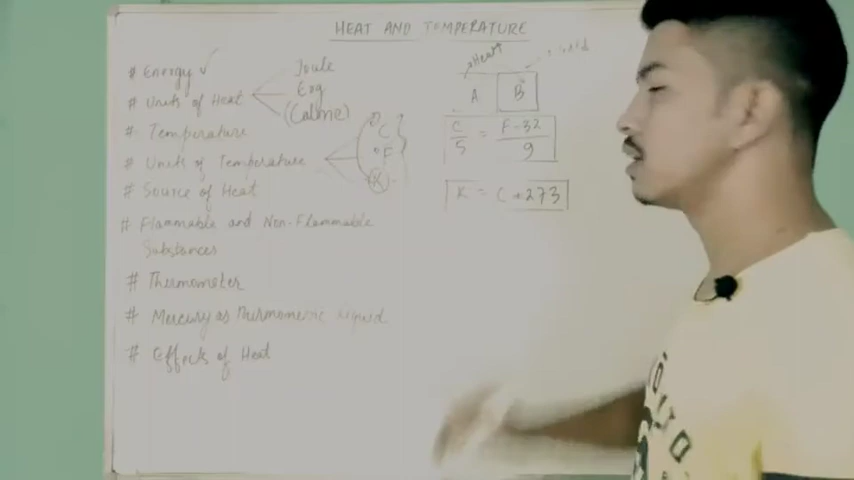 HEAT AND TEMPERATURE
# Energy ✓
# Units of Heat
Joule
Erg
(Calorie)
# Temperature
# Units of Temperature
°C
°F
K
# Source of Heat
# Flammable and Non-Flammable
Substances
# Thermometer
# Mercury as Thermometric Liquid
# Effects of Heat
Heat
A B
C/5 = F-32/9
K = C+273